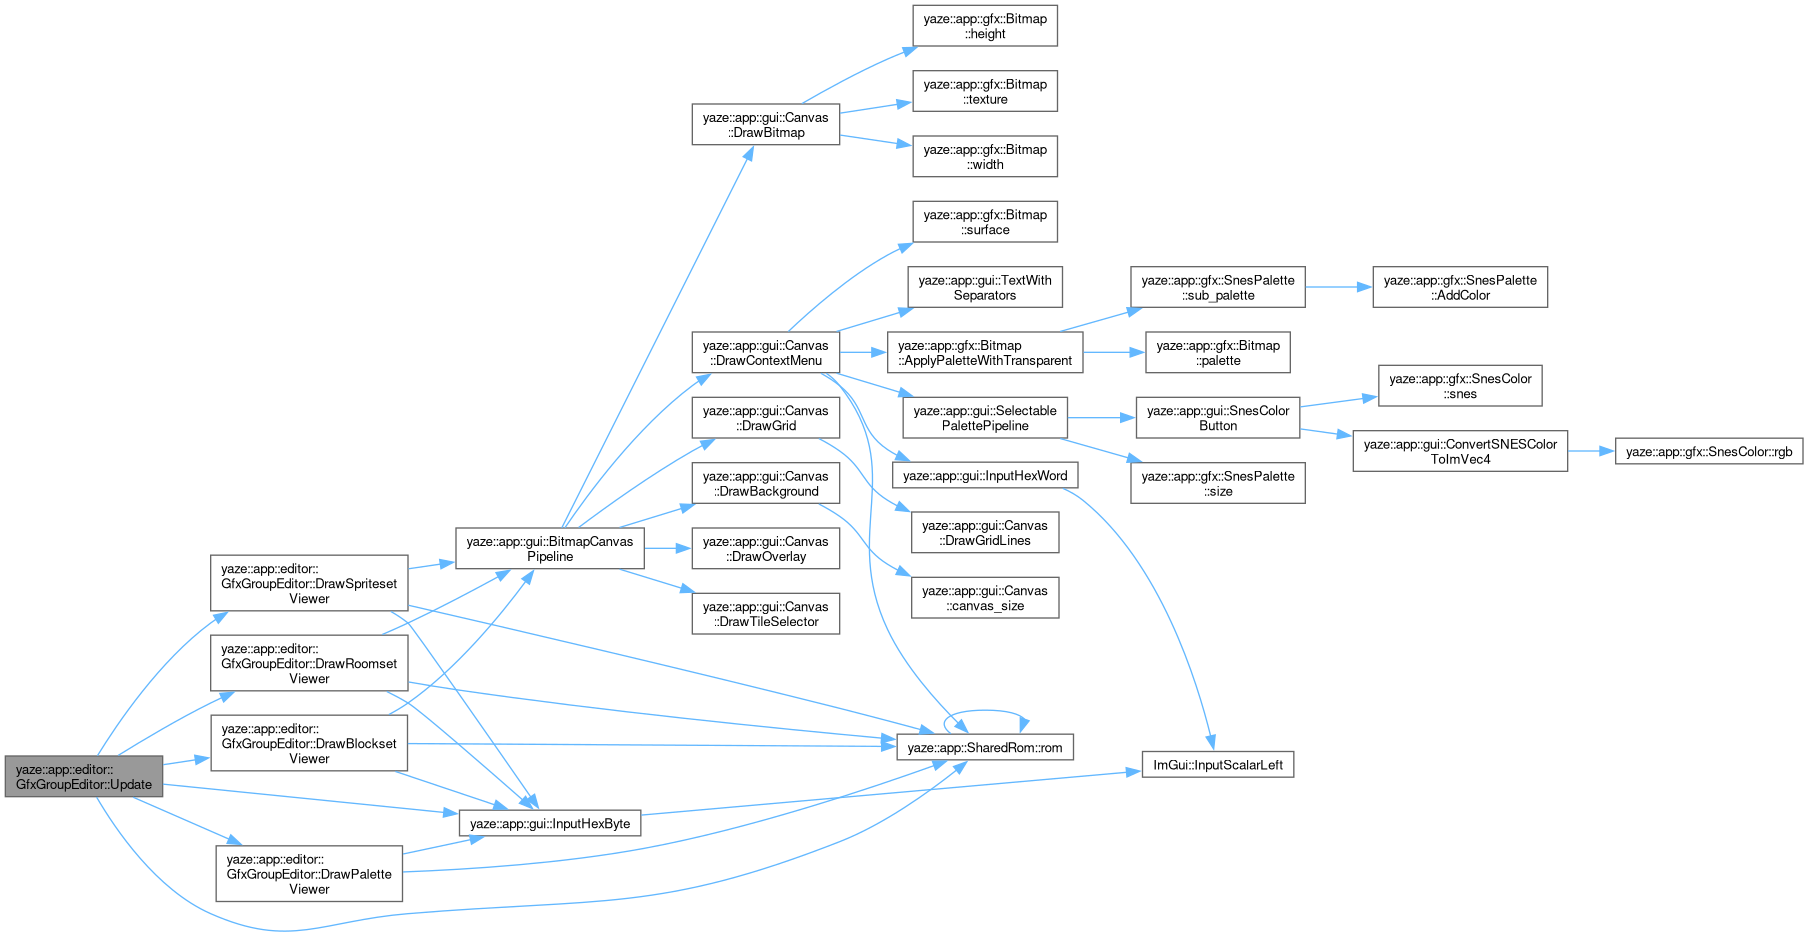 yaze::app::gfx::Bitmap
::height
yaze::app::gfx::Bitmap
::texture
yaze::app::gui::Canvas
::DrawBitmap
yaze::app::gfx::Bitmap
::width
yaze::app::gfx::Bitmap
::surface
yaze::app::gui::TextWith
Separators
yaze::app::gfx::SnesPalette
::sub_palette
yaze::app::gfx::SnesPalette
::AddColor
yaze::app::gui::Canvas
::DrawContextMenu
yaze::app::gfx::Bitmap
::ApplyPaletteWithTransparent
yaze::app::gfx::Bitmap
::palette
yaze::app::gfx::SnesColor
::snes
yaze::app::gui::Canvas
::DrawGrid
yaze::app::gui::Selectable
PalettePipeline
yaze::app::gui::SnesColor
Button
yaze::app::gui::ConvertSNESColor
ToImVec4
yaze::app::gfx::SnesColor::rgb
yaze::app::gui::Canvas
::DrawBackground
yaze::app::gui::InputHexWord
yaze::app::gfx::SnesPalette
::size
yaze::app::gui::Canvas
::DrawGridLines
yaze::app::gui::BitmapCanvas
Pipeline
yaze::app::gui::Canvas
::DrawOverlay
yaze::app::editor::
GfxGroupEditor::DrawSpriteset
Viewer
yaze::app::gui::Canvas
::canvas_size
yaze::app::gui::Canvas
::DrawTileSelector
yaze::app::editor::
GfxGroupEditor::DrawRoomset
Viewer
yaze::app::editor::
GfxGroupEditor::DrawBlockset
Viewer
yaze::app::SharedRom::rom
ImGui::InputScalarLeft
yaze::app::editor::
GfxGroupEditor::Update
yaze::app::gui::InputHexByte
yaze::app::editor::
GfxGroupEditor::DrawPalette
Viewer